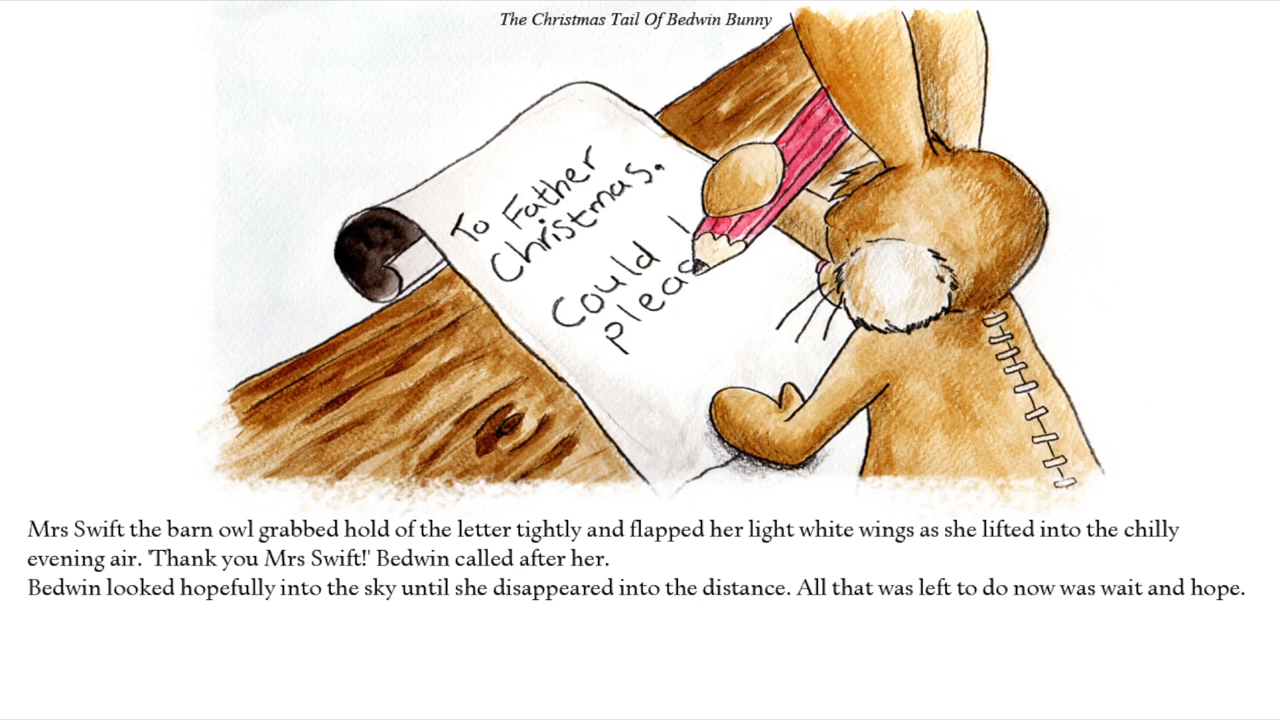 The Christmas Tail Of Bedwin Bunny
To Father
Christmas.
Could I
pleas
Mrs Swift the barn owl grabbed hold of the letter tightly and flapped her light white wings as she lifted into the chilly
evening air. 'Thank you Mrs Swift!' Bedwin called after her.
Bedwin looked hopefully into the sky until she disappeared into the distance. All that was left to do now was wait and hope.